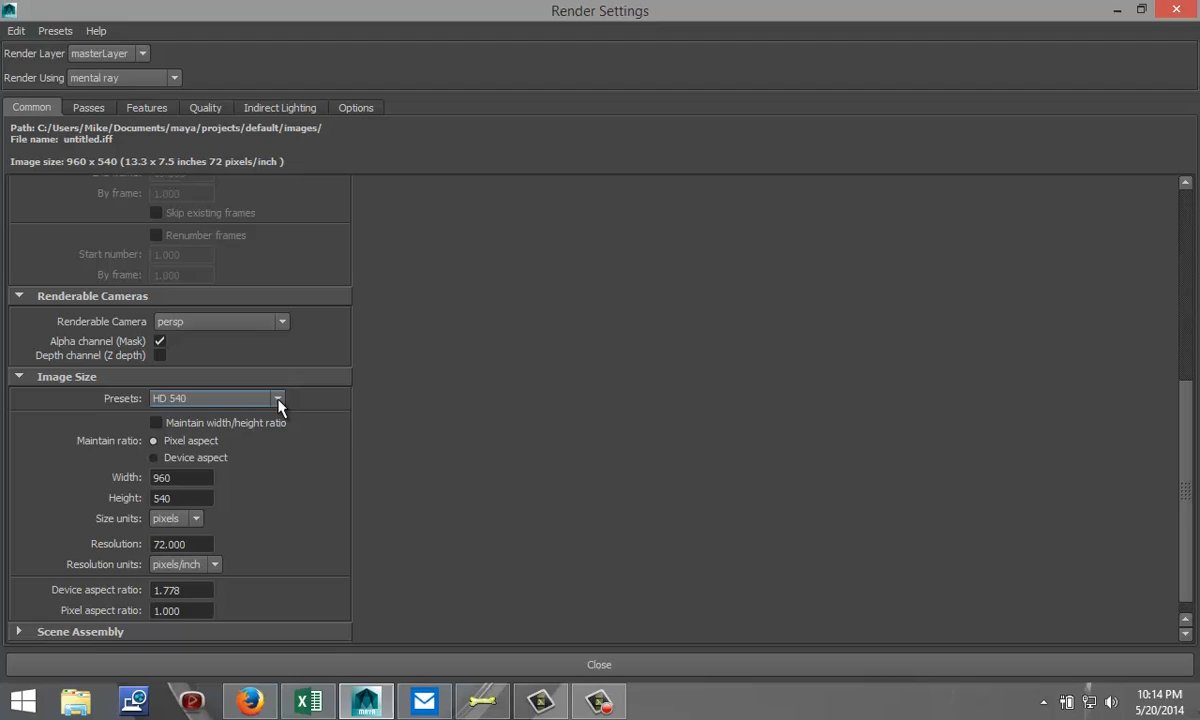 Render Settings
Edit Presets Help
Render Layer masterLayer
Render Using mental ray
Common Passes Features Quality Indirect Lighting Options
Path: C:/Users/Mike/Documents/maya/projects/default/images/
File name: untitled.iff
Image size: 960 x 540 (13.3 x 7.5 inches 72 pixels/inch )
By frame: 1.000
Skip existing frames
Renumber frames
Start number: 1.000
By frame: 1.000
Renderable Cameras
Renderable Camera persp
Alpha channel (Mask)
Depth channel (Z depth)
Image Size
Presets: HD 540
Maintain width/height ratio
Maintain ratio: Pixel aspect
Device aspect
Width: 960
Height: 540
Size units: pixels
Resolution: 72.000
Resolution units: pixels/inch
Device aspect ratio: 1.778
Pixel aspect ratio: 1.000
Scene Assembly
Close
MAYA
10:14 PM
5/20/2014